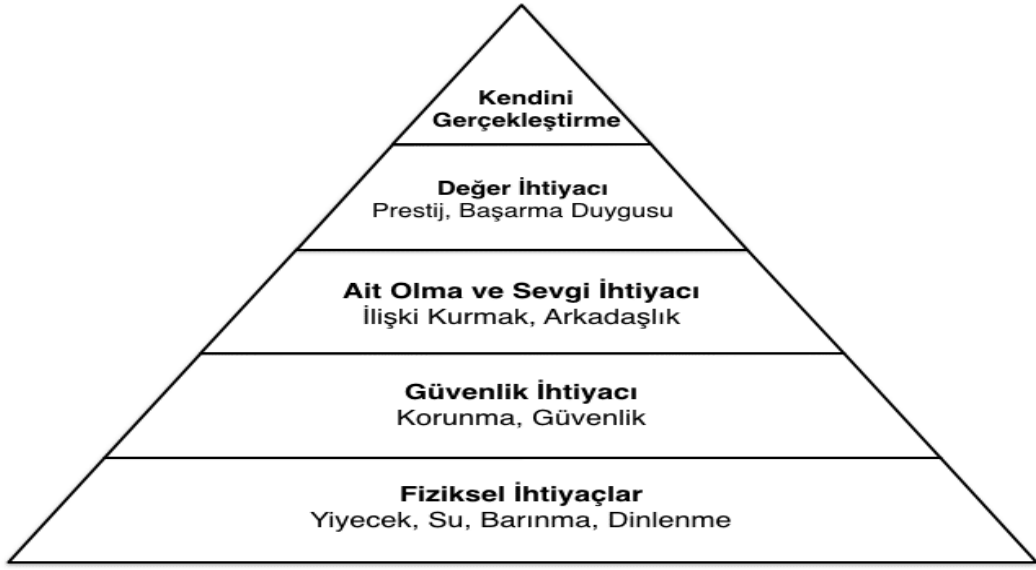 Kendini
Gerçekleştirme
Değer İhtiyacı
Prestij, Başarma Duygusu
Ait Olma ve Sevgi İhtiyacı
İlişki Kurmak, Arkadaşlık
Güvenlik İhtiyacı
Korunma, Güvenlik
Fiziksel İhtiyaçlar
Yiyecek, Su, Barınma, Dinlenme